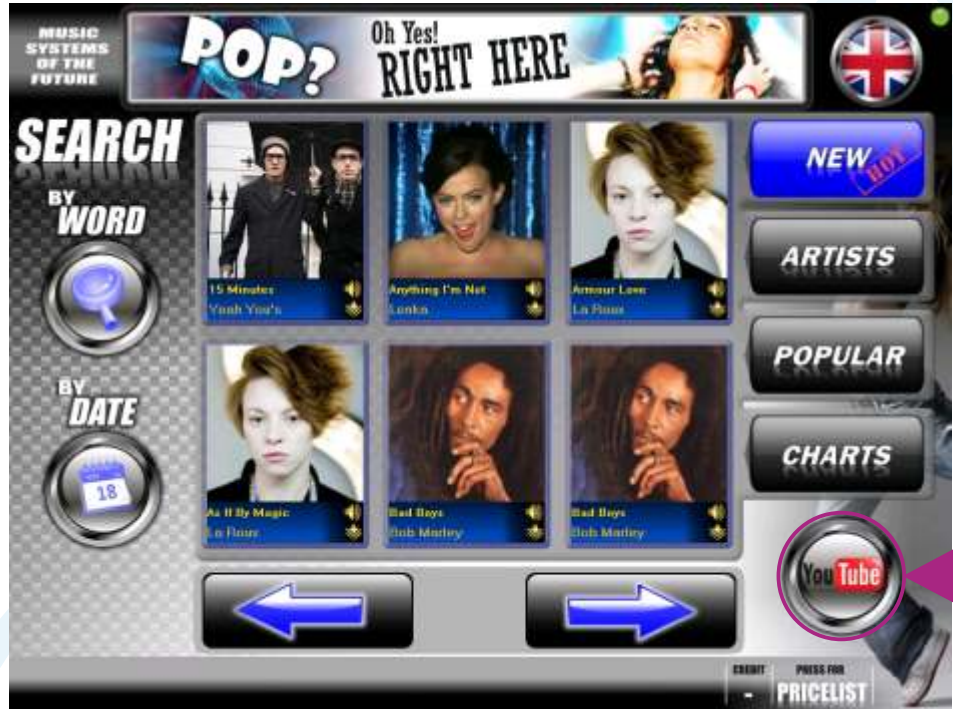 MUSIC
SYSTEMS
OF THE
FUTURE
POP?
Oh Yes!
RIGHT HERE
SEARCH
BY
WORD
BY
DATE
18
15 Minutes
Yeah You's
Anything I'm Not
Lenka
Armour Love
La Roux
As If By Magic
La Roux
Bad Boys
Bob Marley
Bad Boys
Bob Marley
NEW
HOT
ARTISTS
POPULAR
CHARTS
YouTube
CREDIT
-
PRESS FOR
PRICELIST